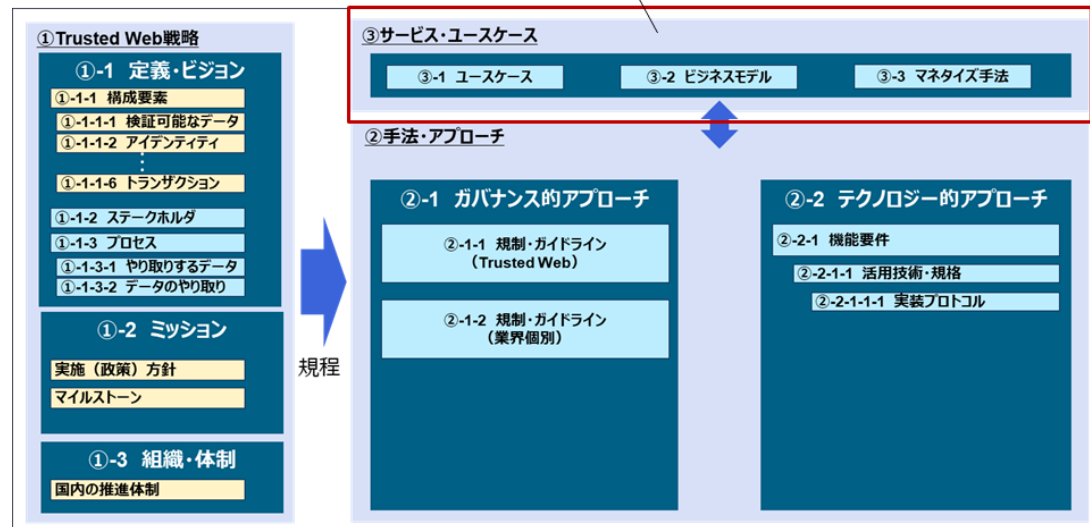 ①Trusted Web戦略
①-1 定義・ビジョン
①-1-1 構成要素
①-1-1-1 検証可能なデータ
①-1-1-2 アイデンティティ
⋮
①-1-1-6 トランザクション
①-1-2 ステークホルダ
①-1-3 プロセス
①-1-3-1 やり取りするデータ
①-1-3-2 データのやり取り
①-2 ミッション
実施（政策）方針
マイルストーン
①-3 組織・体制
国内の推進体制
規程
③サービス・ユースケース
③-1 ユースケース
③-2 ビジネスモデル
③-3 マネタイズ手法
②手法・アプローチ
②-1 ガバナンス的アプローチ
②-1-1 規制・ガイドライン
（Trusted Web）
②-1-2 規制・ガイドライン
（業界個別）
②-2 テクノロジー的アプローチ
②-2-1 機能要件
②-2-1-1 活用技術・規格
②-2-1-1-1 実装プロトコル